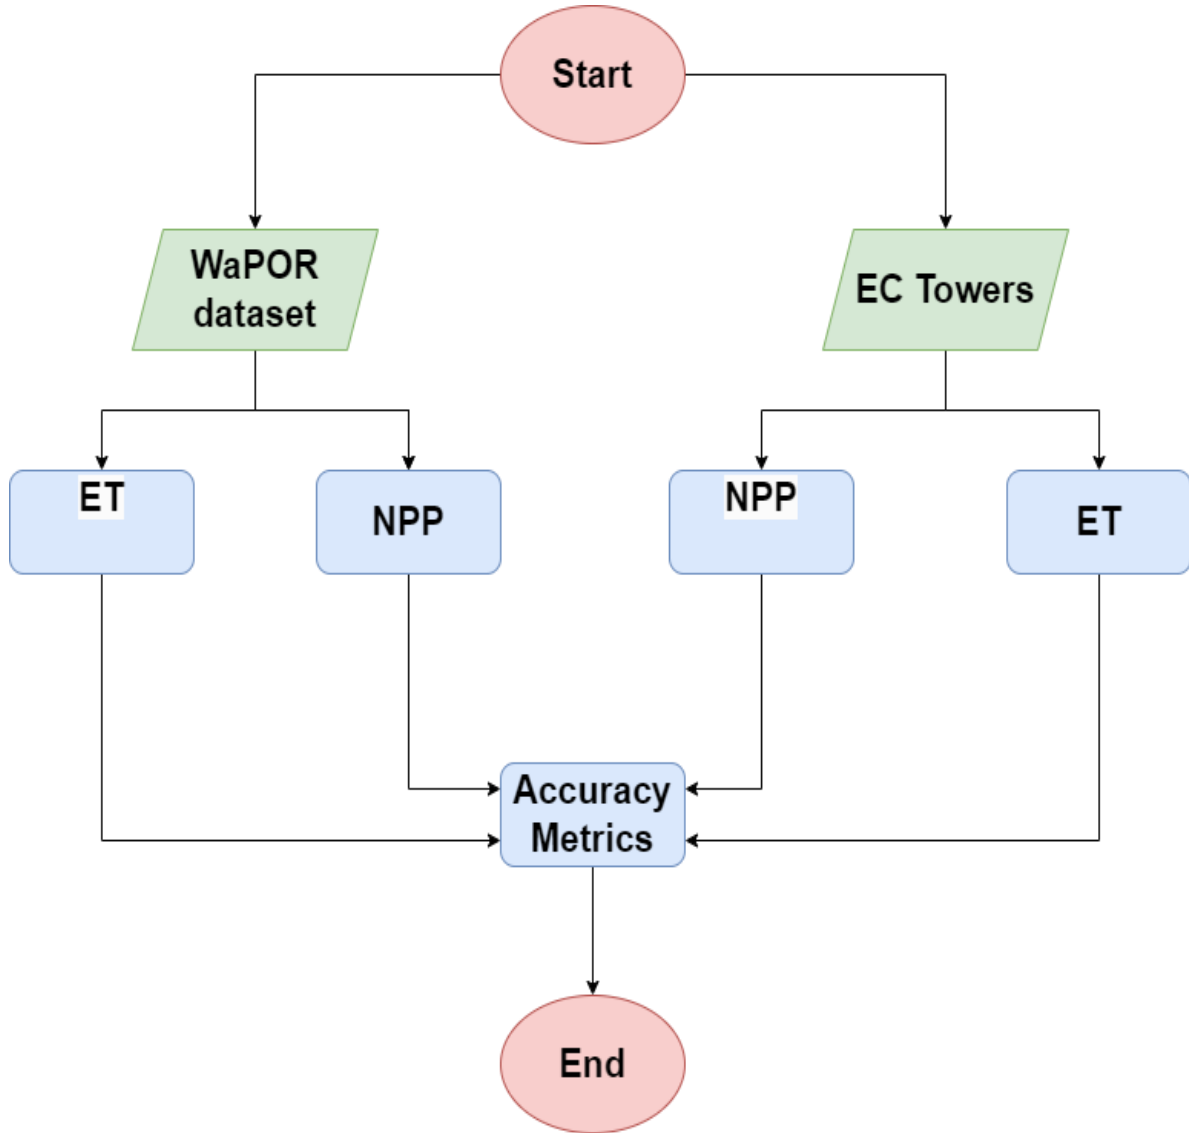 Start
WaPOR
dataset
EC Towers
ET
NPP
NPP
ET
Accuracy
Metrics
End